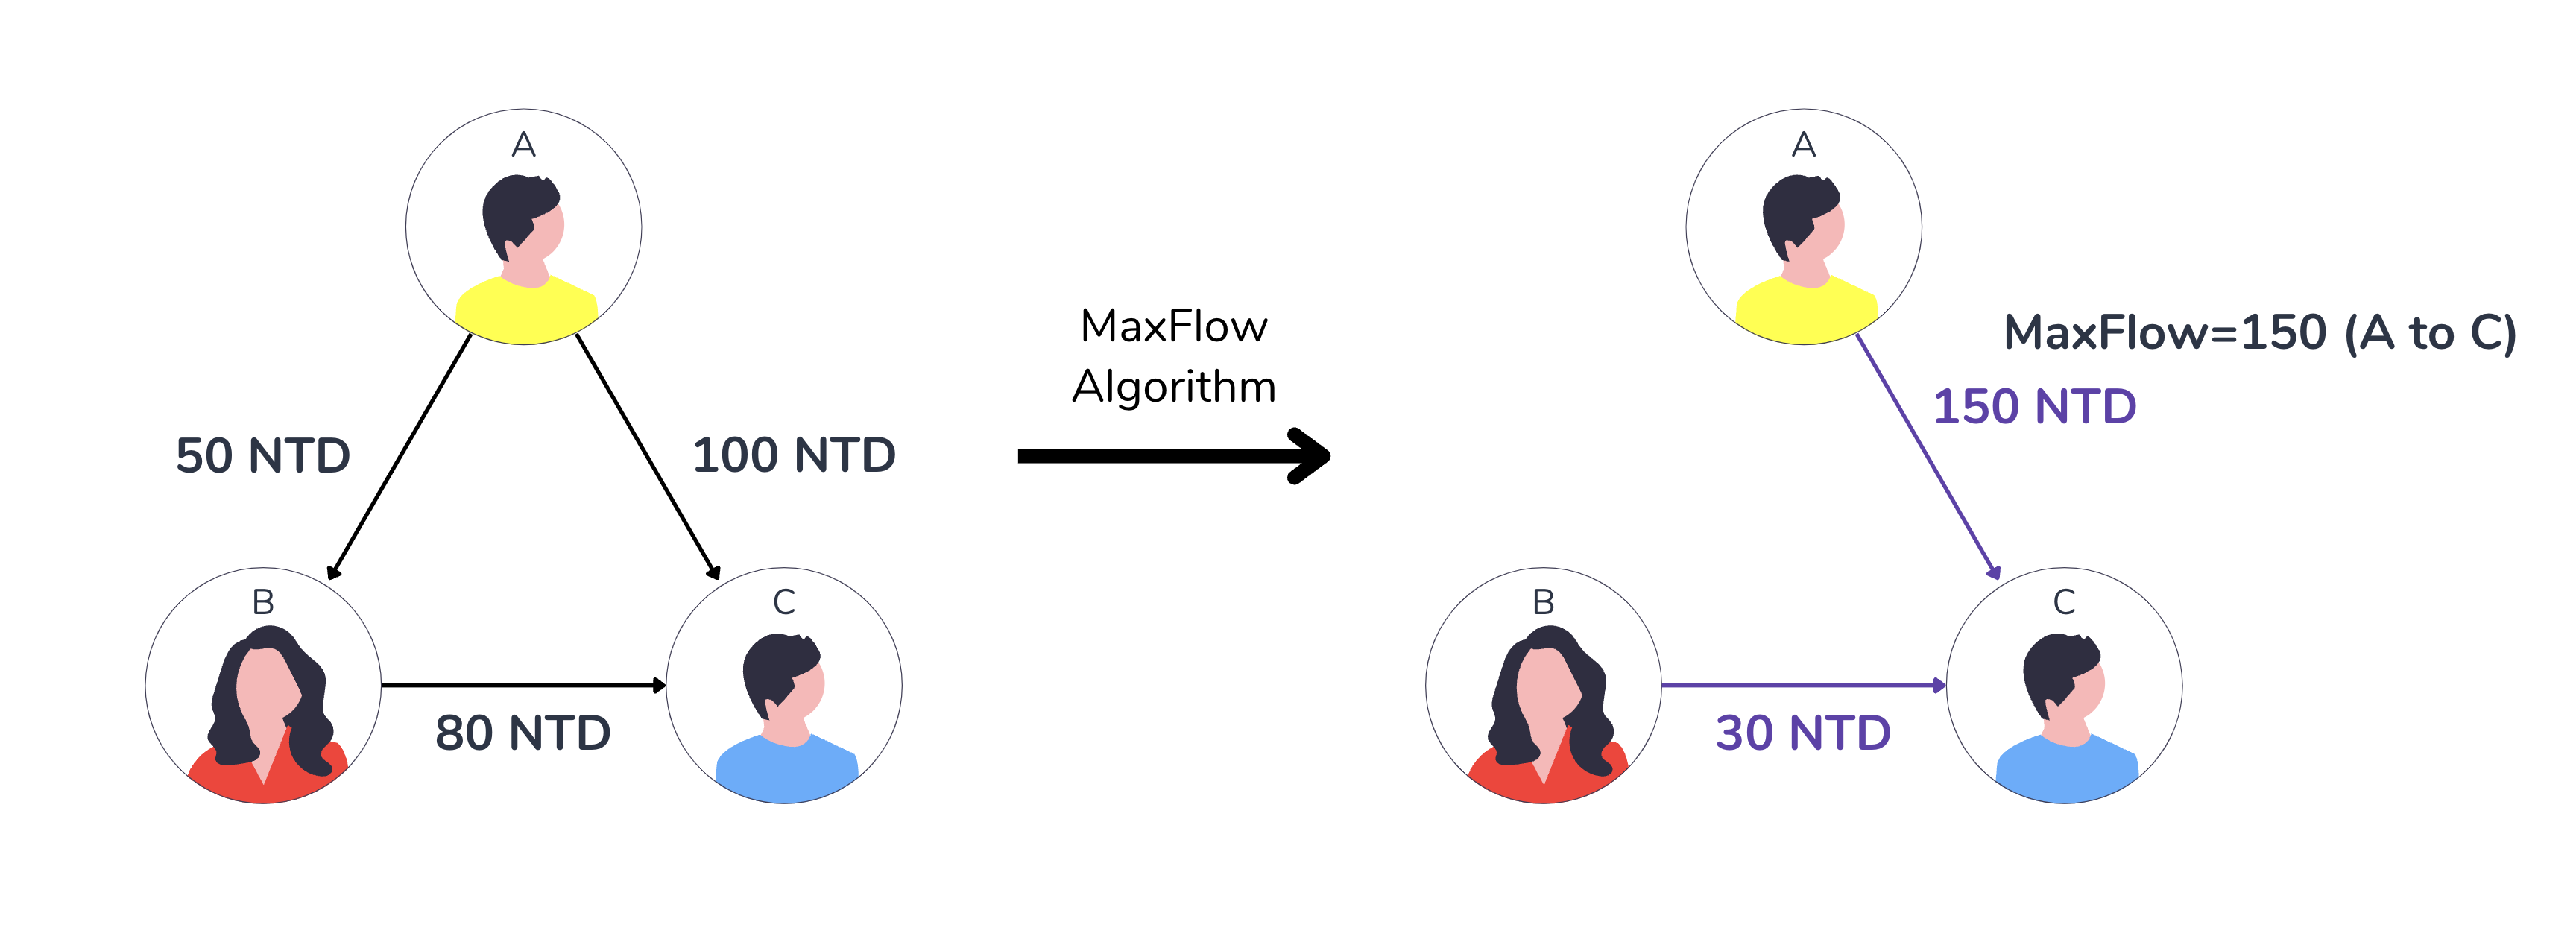 A
50 NTD
100 NTD
B
C
80 NTD
MaxFlow
Algorithm
A
MaxFlow=150 (A to C)
150 NTD
B
C
30 NTD